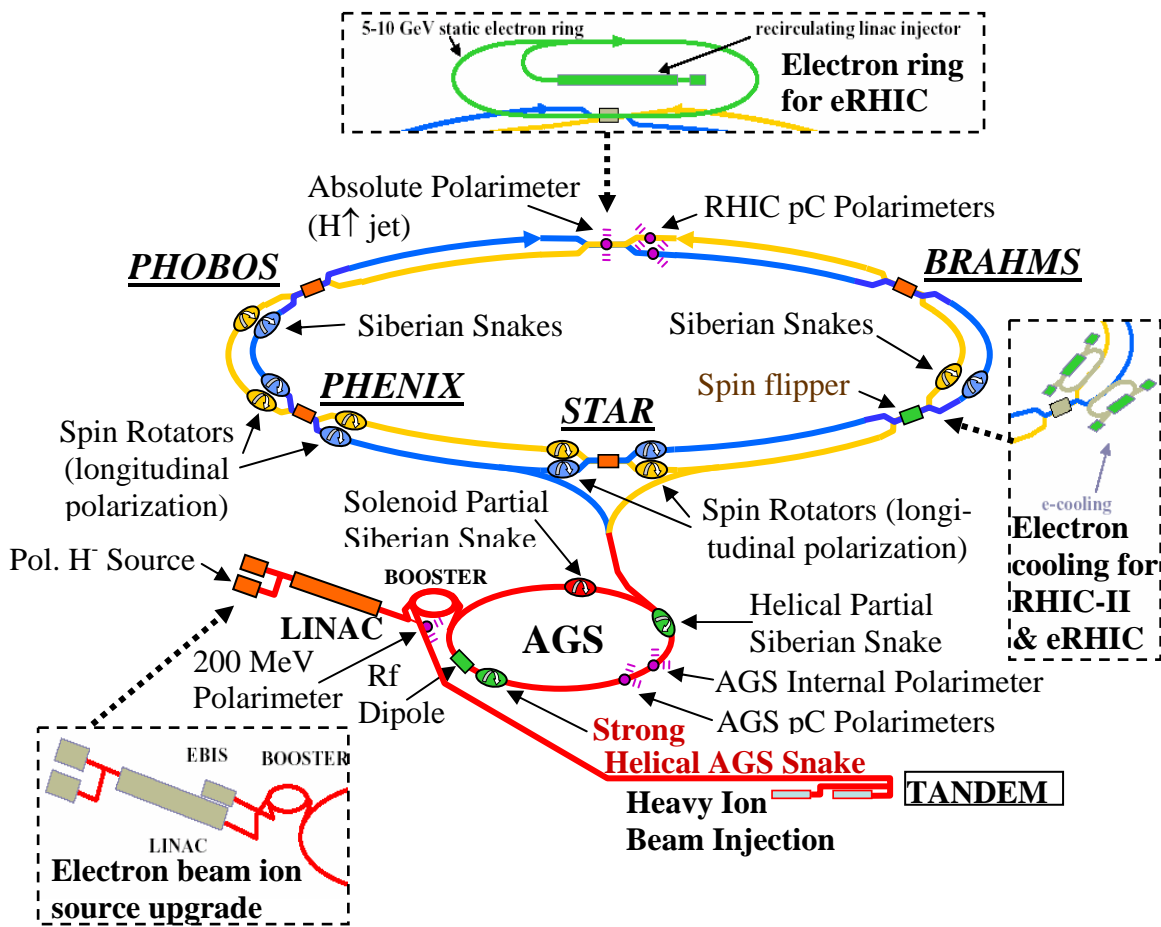 5-10 GeV static electron ring
recirculating linac injector
Electron ring
for eRHIC
Absolute Polarimeter
(H↑ jet)
RHIC pC Polarimeters
PHOBOS
BRAHMS
Siberian Snakes
Siberian Snakes
PHENIX
Spin flipper
STAR
Spin Rotators
(longitudinal
polarization)
e-cooling
Electron
cooling for
RHIC-II
& eRHIC
Solenoid Partial
Siberian Snake
Spin Rotators (longi-
tudinal polarization)
Pol. H⁻ Source
BOOSTER
LINAC
AGS
Helical Partial
Siberian Snake
200 MeV
Polarimeter
Rf
Dipole
AGS Internal Polarimeter
AGS pC Polarimeters
Strong
Helical AGS Snake
TANDEM
Heavy Ion
Beam Injection
EBIS
BOOSTER
LINAC
Electron beam ion
source upgrade